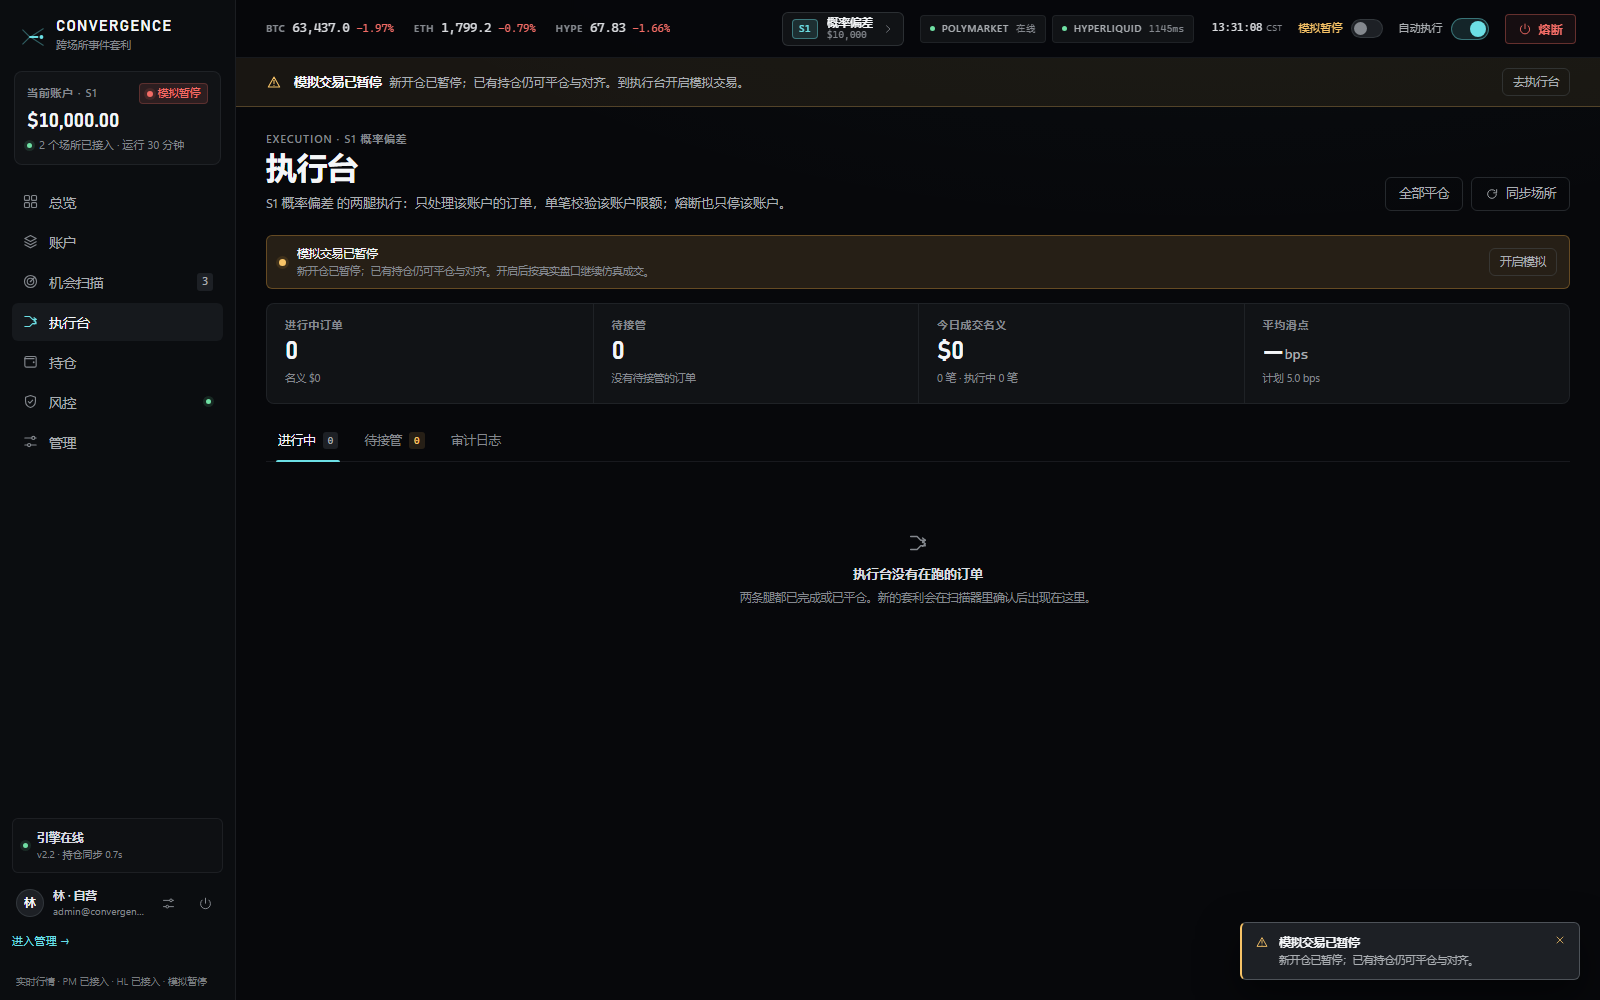 CONVERGENCE
跨场所事件套利
当前账户 · S1
模拟暂停
$10,000.00
2 个场所已接入 · 运行 30 分钟
总览
账户
机会扫描
3
执行台
持仓
风控
管理
引擎在线
v2.2 · 持仓同步 0.7s
林
林 · 自营
admin@convergen...
进入管理 →
实时行情 · PM 已接入 · HL 已接入 · 模拟暂停
BTC 63,437.0 -1.97%
ETH 1,799.2 -0.79%
HYPE 67.83 -1.66%
S1
概率偏差
$10,000
POLYMARKET 在线
HYPERLIQUID 1145ms
13:31:08 CST
模拟暂停
自动执行
熔断
模拟交易已暂停 新开仓已暂停；已有持仓仍可平仓与对齐。到执行台开启模拟交易。
去执行台
EXECUTION · S1 概率偏差
执行台
S1 概率偏差 的两腿执行：只处理该账户的订单，单笔校验该账户限额；熔断也只停该账户。
全部平仓
同步场所
模拟交易已暂停
新开仓已暂停；已有持仓仍可平仓与对齐。开启后按真实盘口继续仿真成交。
开启模拟
进行中订单
0
名义 $0
待接管
0
没有待接管的订单
今日成交名义
$0
0 笔 · 执行中 0 笔
平均滑点
—bps
计划 5.0 bps
进行中 0
待接管 0
审计日志
执行台没有在跑的订单
两条腿都已完成或已平仓。新的套利会在扫描器里确认后出现在这里。
模拟交易已暂停
新开仓已暂停；已有持仓仍可平仓与对齐。